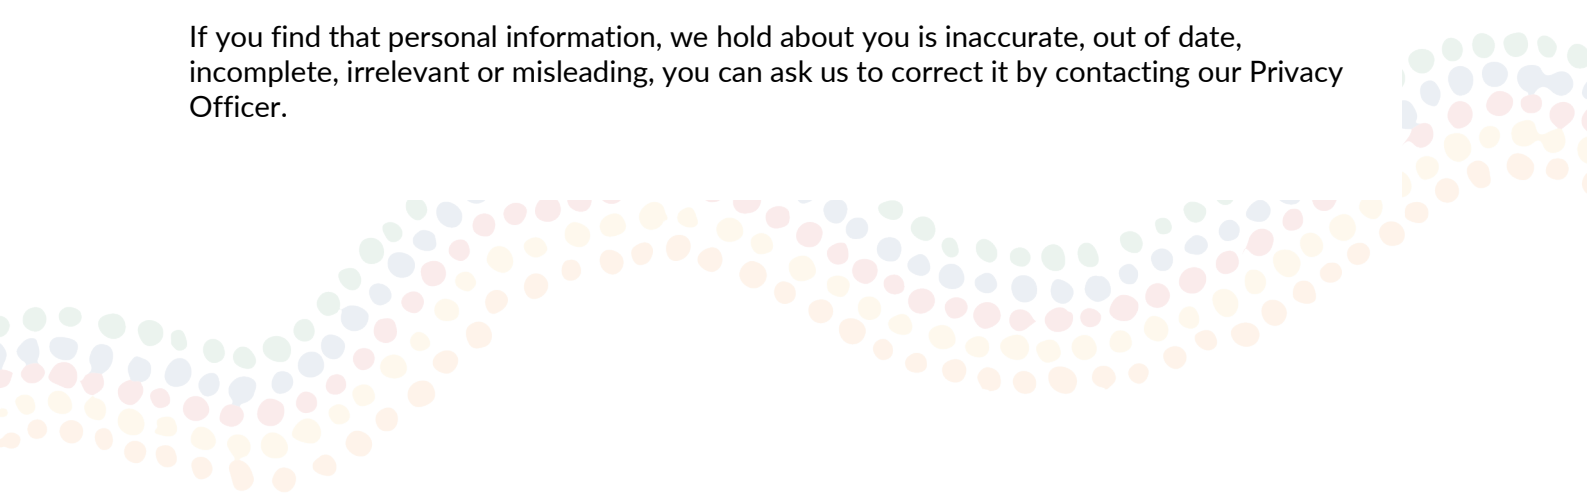 If you find that personal information, we hold about you is inaccurate, out of date,
incomplete, irrelevant or misleading, you can ask us to correct it by contacting our Privacy
Officer.